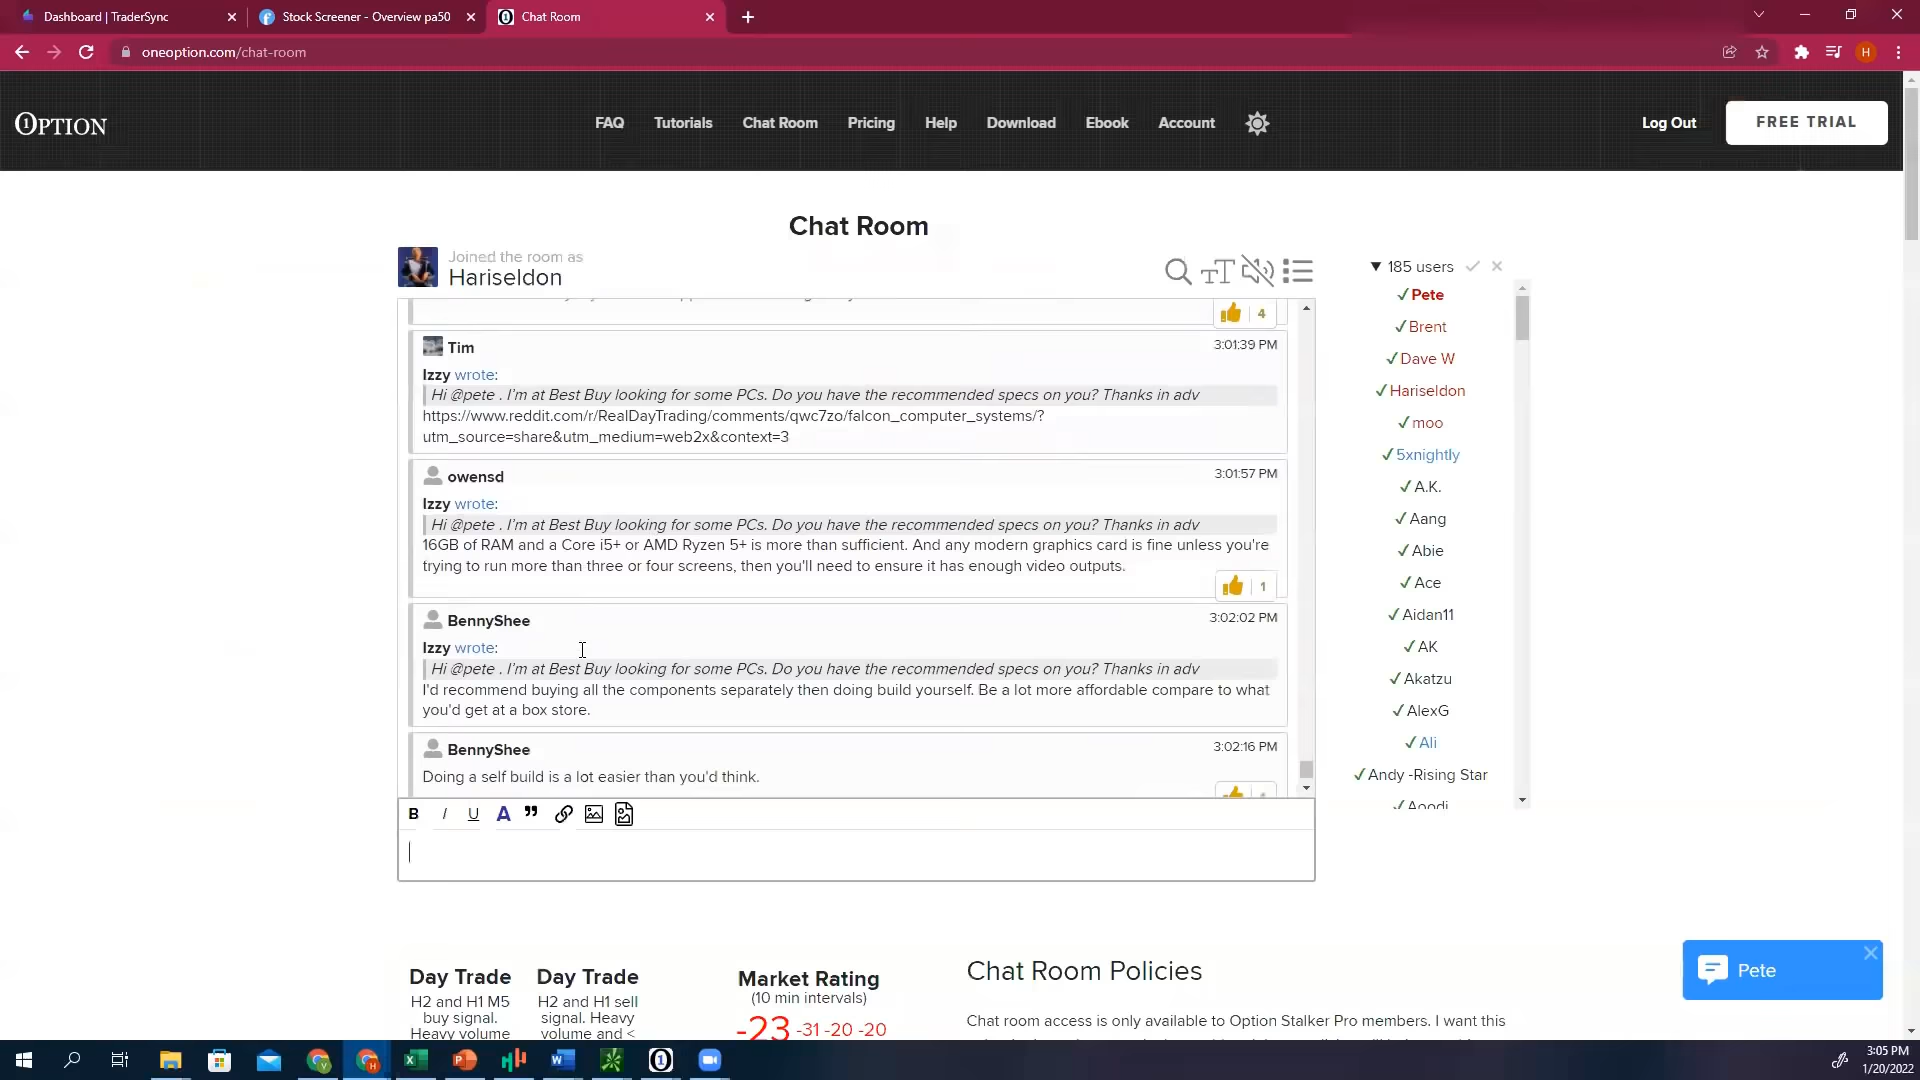 Dashboard | TraderSync
Stock Screener - Overview pa50
Chat Room
oneoption.com/chat-room
H
OPTION
FAQ Tutorials Chat Room Pricing Help Download Ebook Account
Log Out
FREE TRIAL
Chat Room
Joined the room as
Hariseldon
185 users
4
Tim 3:01:39 PM
Izzy wrote:
Hi @pete . I'm at Best Buy looking for some PCs. Do you have the recommended specs on you? Thanks in adv
https://www.reddit.com/r/RealDayTrading/comments/qwc7zo/falcon_computer_systems/?
utm_source=share&utm_medium=web2x&context=3
owensd 3:01:57 PM
Izzy wrote:
Hi @pete . I'm at Best Buy looking for some PCs. Do you have the recommended specs on you? Thanks in adv
16GB of RAM and a Core i5+ or AMD Ryzen 5+ is more than sufficient. And any modern graphics card is fine unless you're
trying to run more than three or four screens, then you'll need to ensure it has enough video outputs.
1
BennyShee 3:02:02 PM
Izzy wrote:
Hi @pete . I'm at Best Buy looking for some PCs. Do you have the recommended specs on you? Thanks in adv
I'd recommend buying all the components separately then doing build yourself. Be a lot more affordable compare to what
you'd get at a box store.
BennyShee 3:02:16 PM
Doing a self build is a lot easier than you'd think.
B I U A
Pete
Brent
Dave W
Hariseldon
moo
5xnightly
A.K.
Aang
Abie
Ace
Aidan11
AK
Akatzu
AlexG
Ali
Andy -Rising Star
Aoodi
Day Trade
H2 and H1 M5
buy signal.
Heavy volume
Day Trade
H2 and H1 sell
signal. Heavy
volume and <
Market Rating
(10 min intervals)
-23 -31 -20 -20
Chat Room Policies
Chat room access is only available to Option Stalker Pro members. I want this
Pete
3:05 PM
1/20/2022